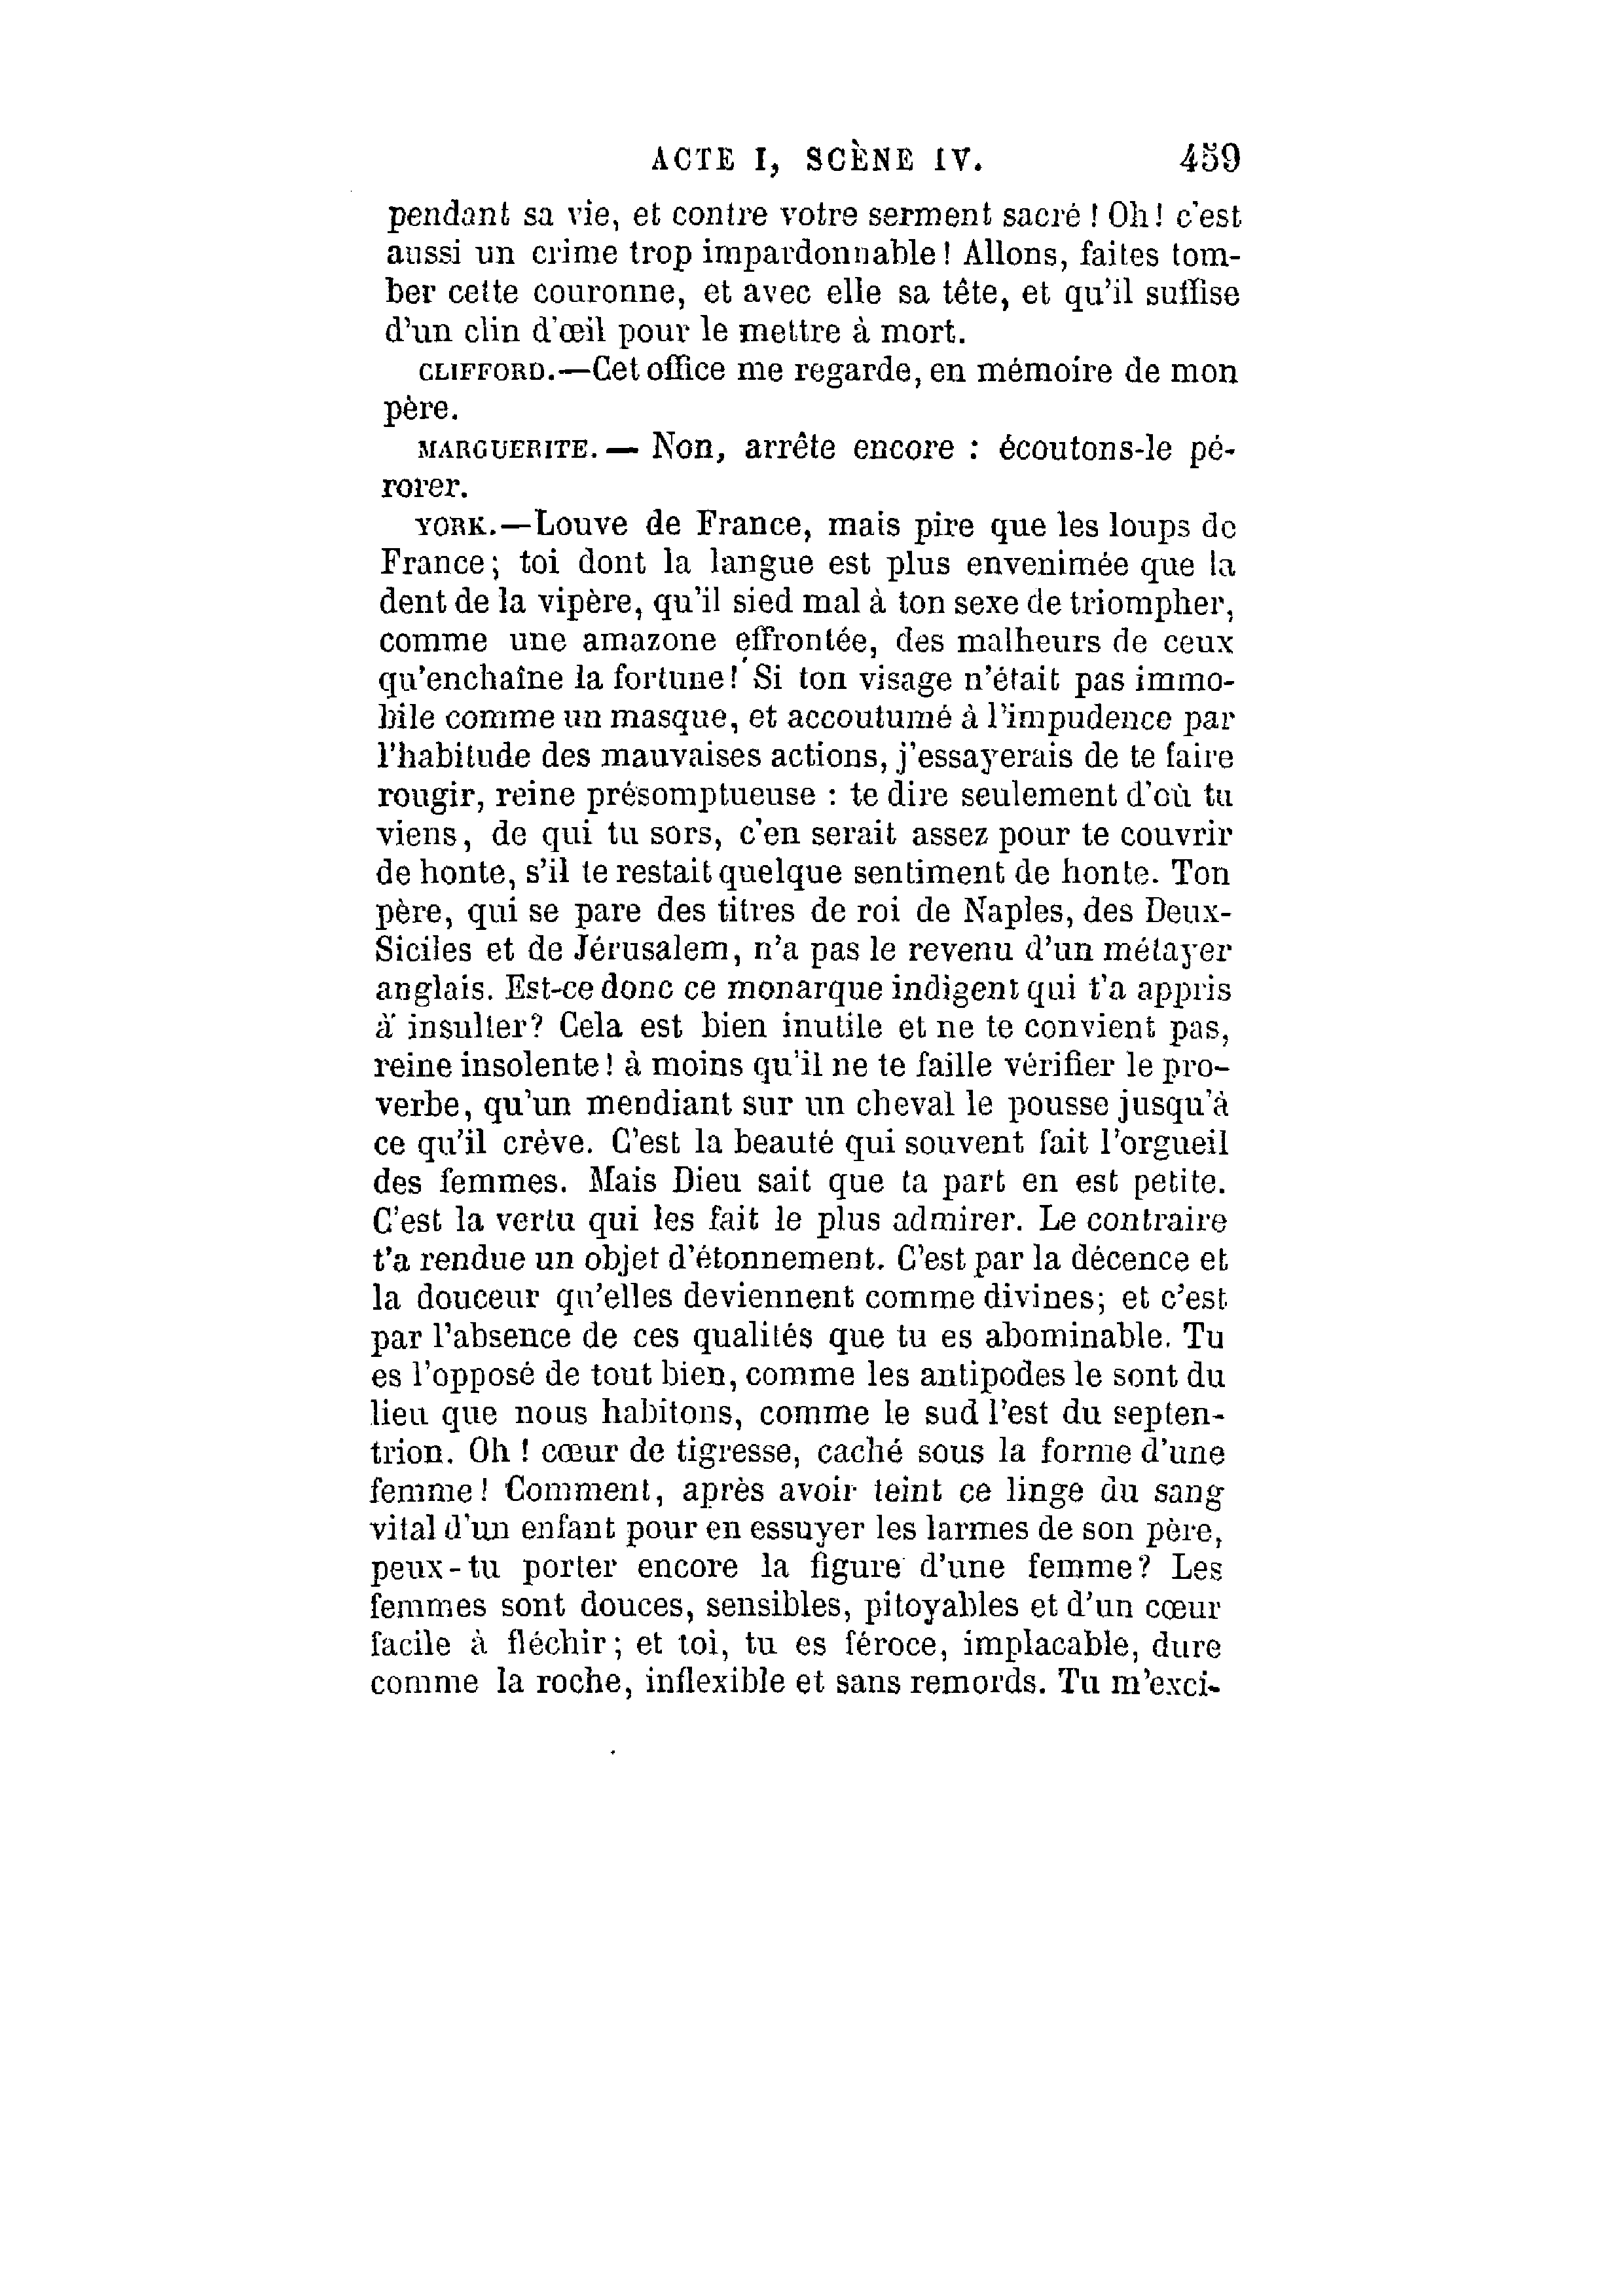 ACTE I, SCÈNE IV. 459
pendant sa vie, et contre votre serment sacré ! Oh! c'est
aussi un crime trop impardonnable! Allons, faites tom-
ber cette couronne, et avec elle sa tête, et qu'il suffise
d'un clin d'œil pour le mettre à mort.
CLIFFORD.—Cet office me regarde, en mémoire de mon
père.
MARGUERITE.— Non, arrête encore : écoutons-le pé-
rorer.
YORK.—Louve de France, mais pire que les loups de
France; toi dont la langue est plus envenimée que la
dent de la vipère, qu'il sied mal à ton sexe de triompher,
comme une amazone effrontée, des malheurs de ceux
qu'enchaîne la fortune! Si ton visage n'était pas immo-
bile comme un masque, et accoutumé à l'impudence par
l'habitude des mauvaises actions, j'essayerais de te faire
rougir, reine présomptueuse : te dire seulement d'où tu
viens, de qui tu sors, c'en serait assez pour te couvrir
de honte, s'il te restait quelque sentiment de honte. Ton
père, qui se pare des titres de roi de Naples, des Deux-
Siciles et de Jérusalem, n'a pas le revenu d'un métayer
anglais. Est-ce donc ce monarque indigent qui t'a appris
à insulter? Cela est bien inutile et ne te convient pas,
reine insolente! à moins qu'il ne te faille vérifier le pro-
verbe, qu'un mendiant sur un cheval le pousse jusqu'à
ce qu'il crève. C'est la beauté qui souvent fait l'orgueil
des femmes. Mais Dieu sait que ta part en est petite.
C'est la vertu qui les fait le plus admirer. Le contraire
t'a rendue un objet d'étonnement. C'est par la décence et
la douceur qu'elles deviennent comme divines; et c'est
par l'absence de ces qualités que tu es abominable. Tu
es l'opposé de tout bien, comme les antipodes le sont du
lieu que nous habitons, comme le sud l'est du septen-
trion. Oh ! cœur de tigresse, caché sous la forme d'une
femme! Comment, après avoir teint ce linge du sang
vital d'un enfant pour en essuyer les larmes de son père,
peux-tu porter encore la figure d'une femme? Les
femmes sont douces, sensibles, pitoyables et d'un cœur
facile à fléchir; et toi, tu es féroce, implacable, dure
comme la roche, inflexible et sans remords. Tu m'exci-